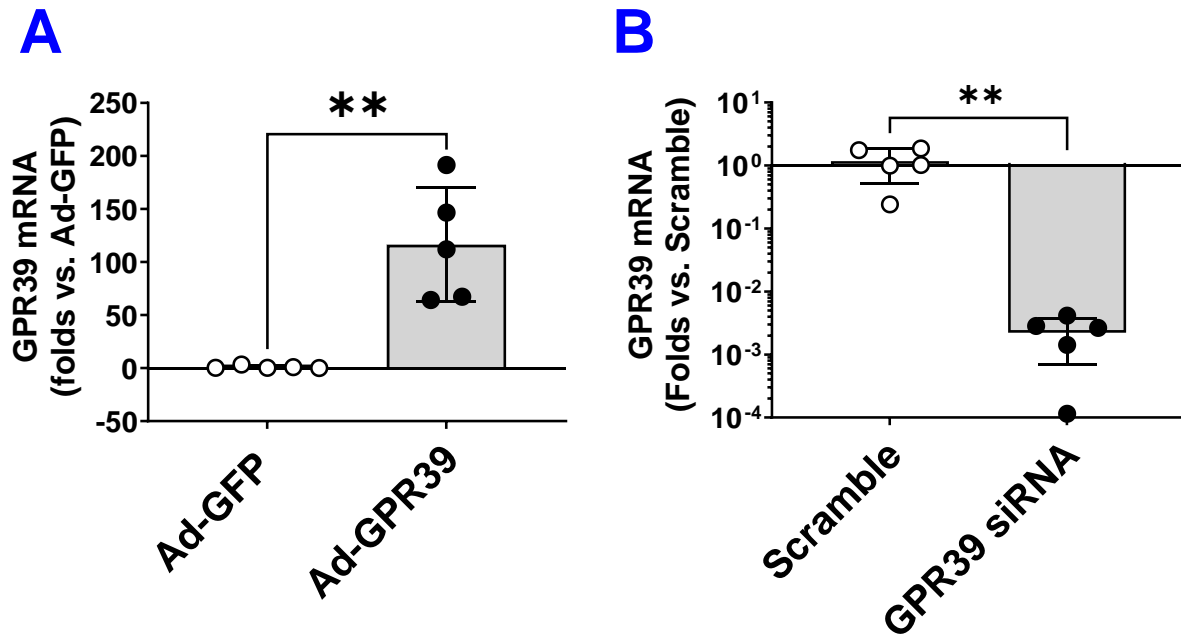 A
GPR39 mRNA
(folds vs. Ad-GFP)
250
200
150
100
50
0
-50
**
Ad-GFP
Ad-GPR39
B
GPR39 mRNA
(Folds vs. Scramble)
10¹
10⁰
10⁻¹
10⁻²
10⁻³
10⁻⁴
**
Scramble
GPR39 siRNA